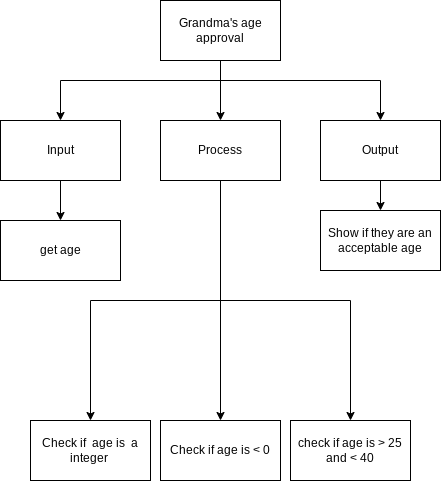 Grandma's age
approval
Input
Process
Output
get age
Show if they are an
acceptable age
Check if age is a
integer
Check if age is < 0
check if age is > 25
and < 40